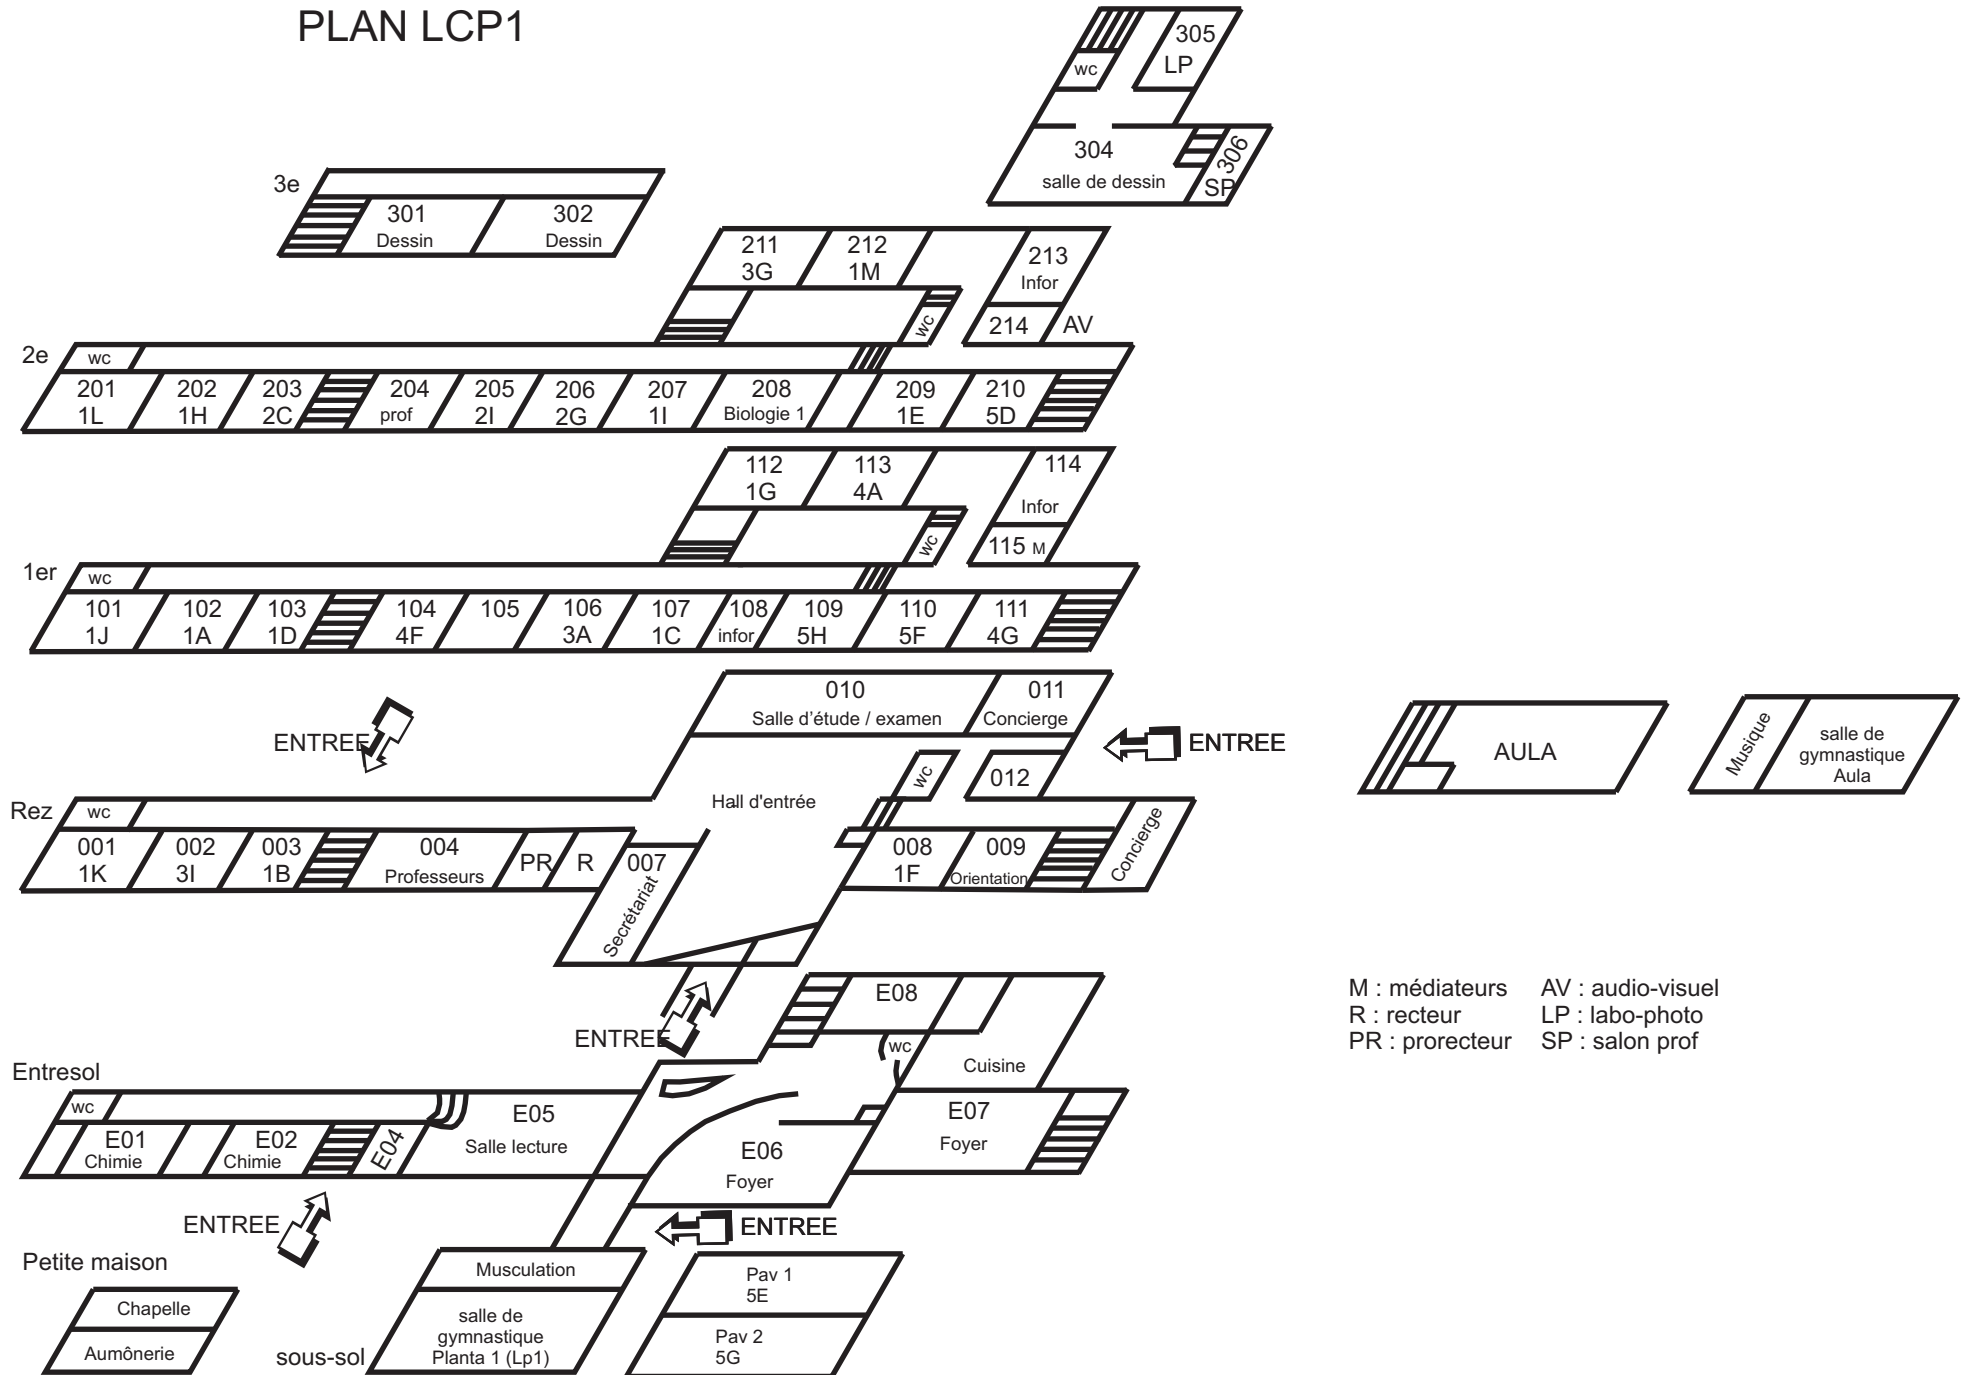 PLAN LCP1
305
LP
wc
304
salle de dessin
306
SP
3e
301
Dessin
302
Dessin
211
3G
212
1M
213
Infor
214
AV
wc
2e
wc
201
1L
202
1H
203
2C
204
prof
205
2I
206
2G
207
1I
208
Biologie 1
209
1E
210
5D
112
1G
113
4A
114
Infor
115 M
wc
1er
wc
101
1J
102
1A
103
1D
104
4F
105
106
3A
107
1C
108
infor
109
5H
110
5F
111
4G
010
Salle d'étude / examen
011
Concierge
ENTREE
ENTREE
wc
012
Hall d'entrée
AULA
Musique
salle de
gymnastique
Aula
Rez
wc
001
1K
002
3I
003
1B
004
Professeurs
PR
R
007
Secrétariat
008
1F
009
Orientation
Concierge
ENTREE
E08
wc
Cuisine
M : médiateurs
R : recteur
PR : prorecteur
AV : audio-visuel
LP : labo-photo
SP : salon prof
Entresol
wc
E01
Chimie
E02
Chimie
E04
E05
Salle lecture
E06
Foyer
E07
Foyer
ENTREE
ENTREE
Petite maison
Chapelle
Aumônerie
sous-sol
Musculation
salle de
gymnastique
Planta 1 (Lp1)
Pav 1
5E
Pav 2
5G